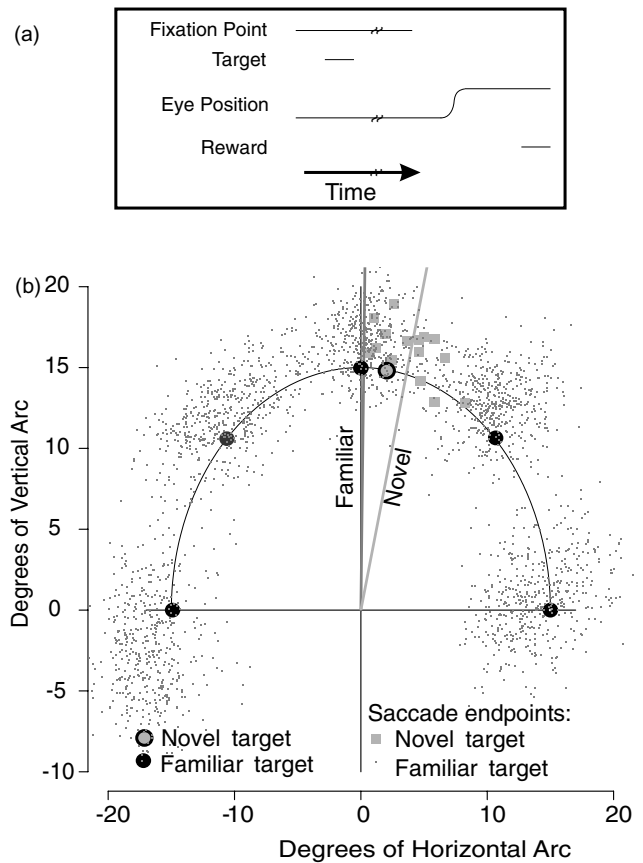 (a)
Fixation Point
Target
Eye Position
Reward
Time
(b)
20
15
10
5
0
-5
-10
Degrees of Vertical Arc
Familiar
Novel
Novel target
Familiar target
Saccade endpoints:
Novel target
Familiar target
-20 -10 0 10 20
Degrees of Horizontal Arc